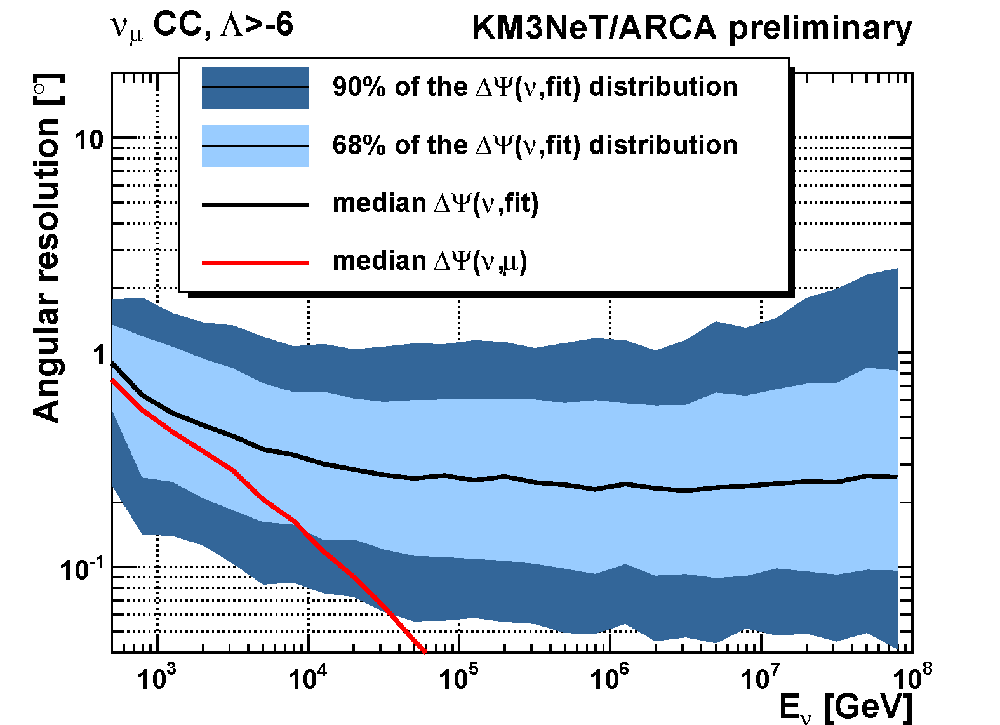 νμ CC, Λ>-6
KM3NeT/ARCA preliminary
90% of the ΔΨ(ν,fit) distribution
68% of the ΔΨ(ν,fit) distribution
median ΔΨ(ν,fit)
median ΔΨ(ν,μ)
Angular resolution [°]
10
1
10⁻¹
10³ 10⁴ 10⁵ 10⁶ 10⁷ 10⁸
Eν [GeV]